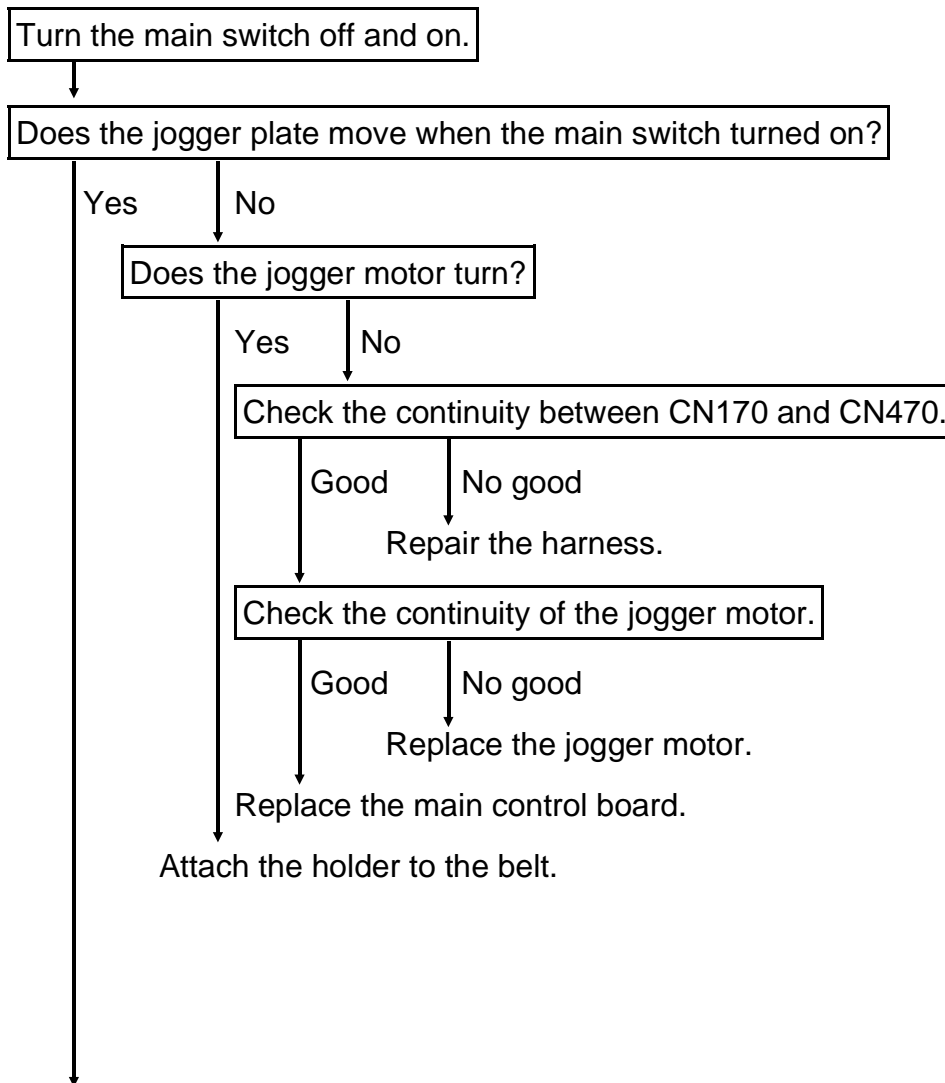 Turn the main switch off and on.
Does the jogger plate move when the main switch turned on?
Yes No
Does the jogger motor turn?
Yes No
Check the continuity between CN170 and CN470.
Good No good
Repair the harness.
Check the continuity of the jogger motor.
Good No good
Replace the jogger motor.
Replace the main control board.
Attach the holder to the belt.